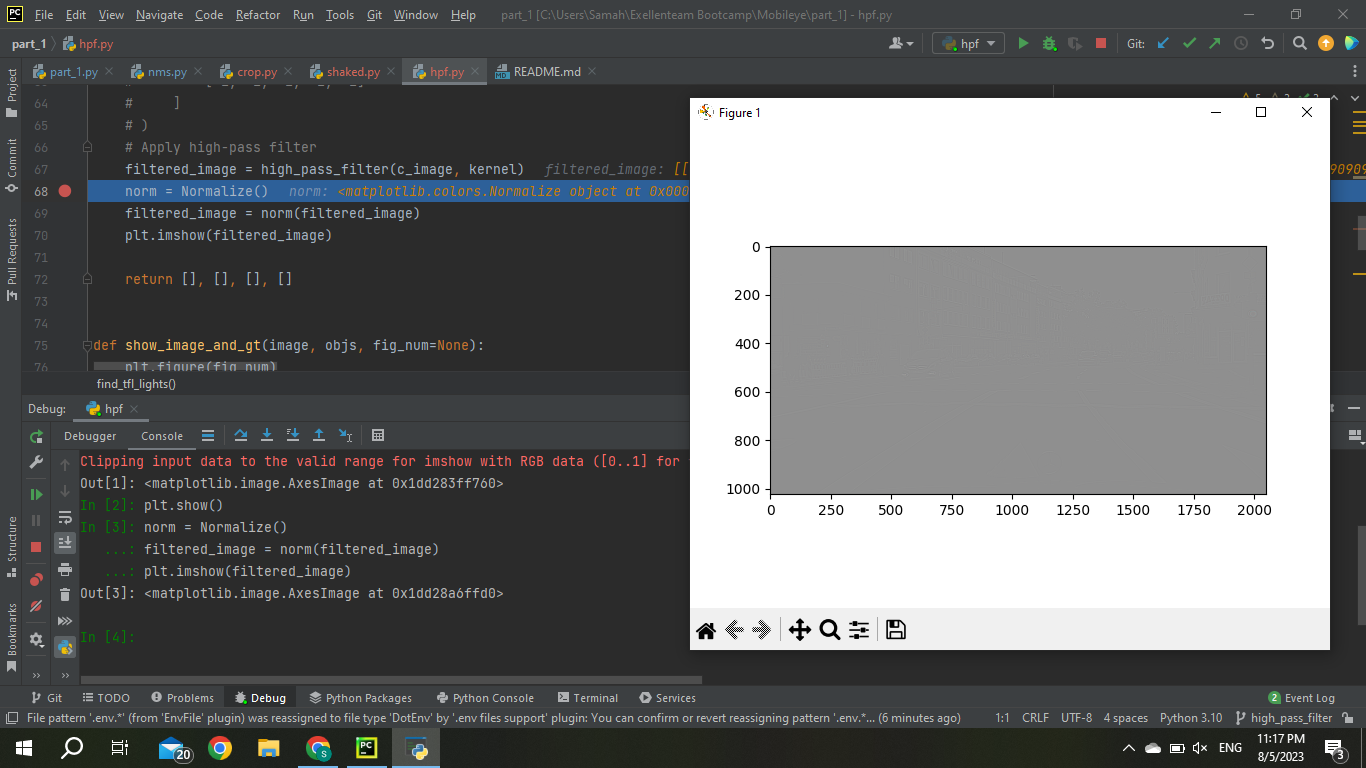 File Edit View Navigate Code Refactor Run Tools Git Window Help part_1 [C:\Users\Samah\Exellenteam Bootcamp\Mobileye\part_1] - hpf.py
part_1 hpf.py hpf Git:
part_1.py nms.py crop.py shaked.py hpf.py README.md
64 # ]
65 # )
66 # Apply high-pass filter
67 filtered_image = high_pass_filter(c_image, kernel) filtered_image: [[
68 norm = Normalize() norm: <matplotlib.colors.Normalize object at 0x000
69 filtered_image = norm(filtered_image)
70 plt.imshow(filtered_image)
71
72 return [], [], [], []
73
74
75 def show_image_and_gt(image, objs, fig_num=None):
76 plt.figure(fig_num)
find_tfl_lights()
Project
Commit
Pull Requests
Structure
Bookmarks
Debug: hpf
Debugger Console
Clipping input data to the valid range for imshow with RGB data ([0..1] for
Out[1]: <matplotlib.image.AxesImage at 0x1dd283ff760>
In [2]: plt.show()
In [3]: norm = Normalize()
...: filtered_image = norm(filtered_image)
...: plt.imshow(filtered_image)
Out[3]: <matplotlib.image.AxesImage at 0x1dd28a6ffd0>
In [4]:
Figure 1
0
200
400
600
800
1000
0 250 500 750 1000 1250 1500 1750 2000
Git TODO Problems Debug Python Packages Python Console Terminal Services 2 Event Log
File pattern '.env.*' (from 'EnvFile' plugin) was reassigned to file type 'DotEnv' by '.env files support' plugin: You can confirm or revert reassigning pattern '.env.*... (6 minutes ago) 1:1 CRLF UTF-8 4 spaces Python 3.10 high_pass_filter
20 ENG 11:17 PM
8/5/2023 3